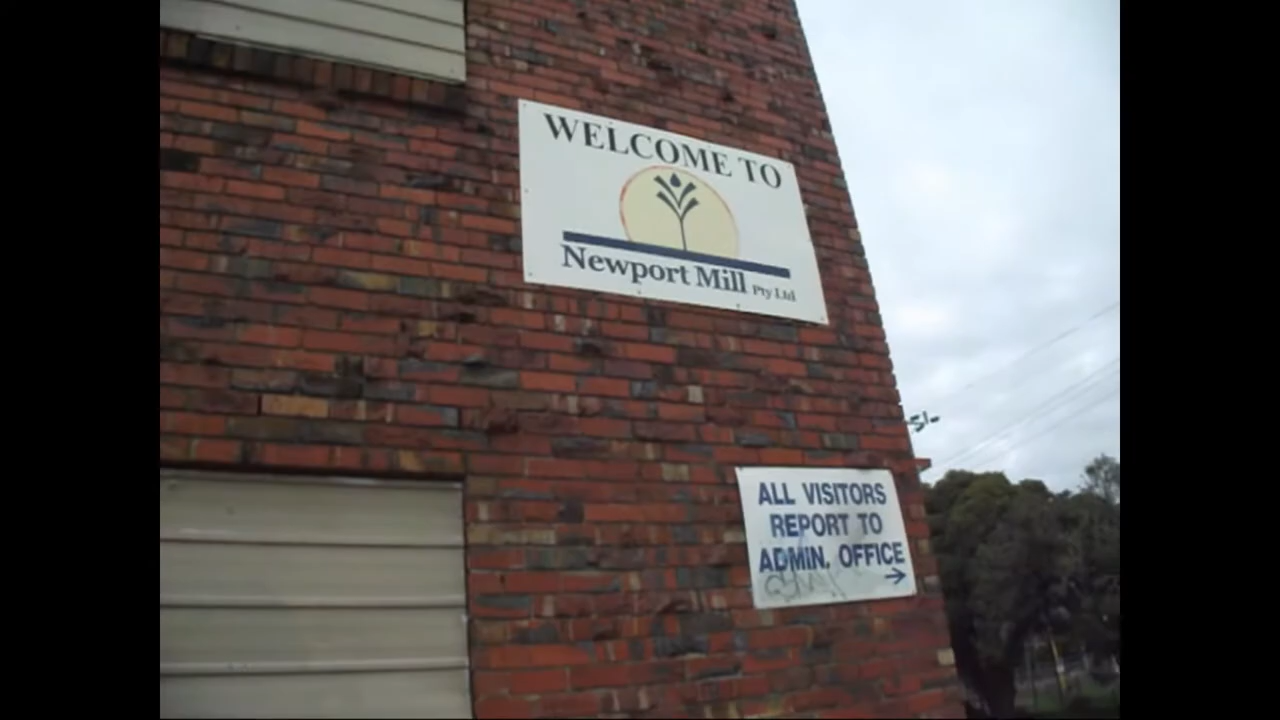 WELCOME TO
Newport Mill Pty Ltd
ALL VISITORS
REPORT TO
ADMIN. OFFICE
→